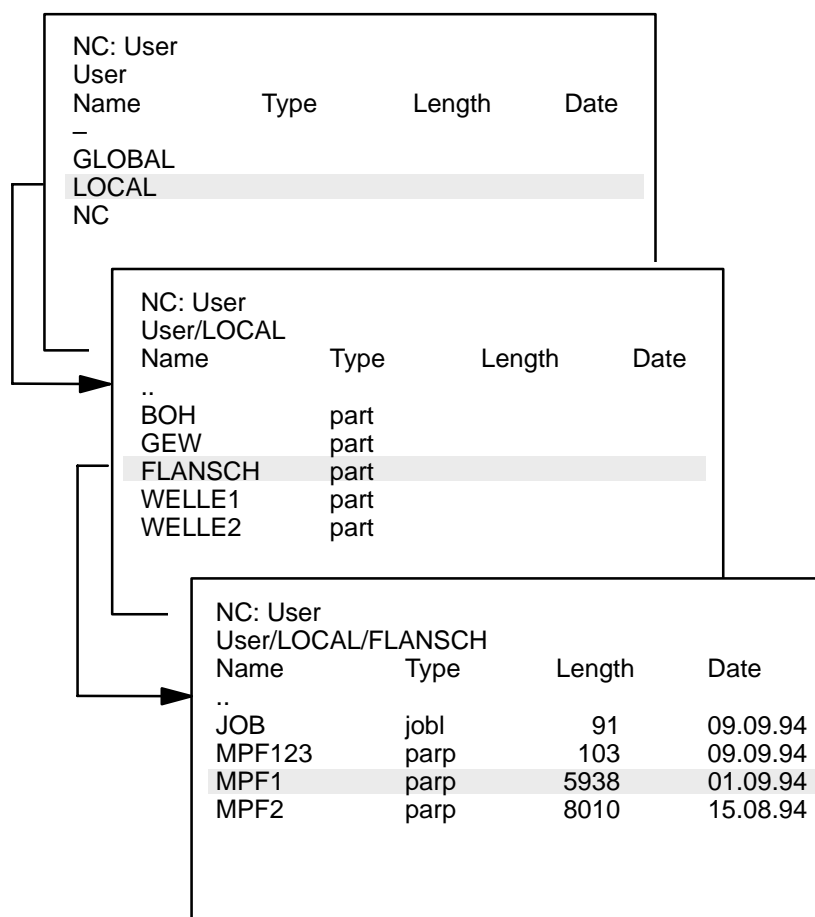 NC: User
User
Name Type Length Date
–
GLOBAL
LOCAL
NC
NC: User
User/LOCAL
Name Type Length Date
..
BOH part
GEW part
FLANSCH part
WELLE1 part
WELLE2 part
NC: User
User/LOCAL/FLANSCH
Name Type Length Date
..
JOB jobl 91 09.09.94
MPF123 parp 103 09.09.94
MPF1 parp 5938 01.09.94
MPF2 parp 8010 15.08.94